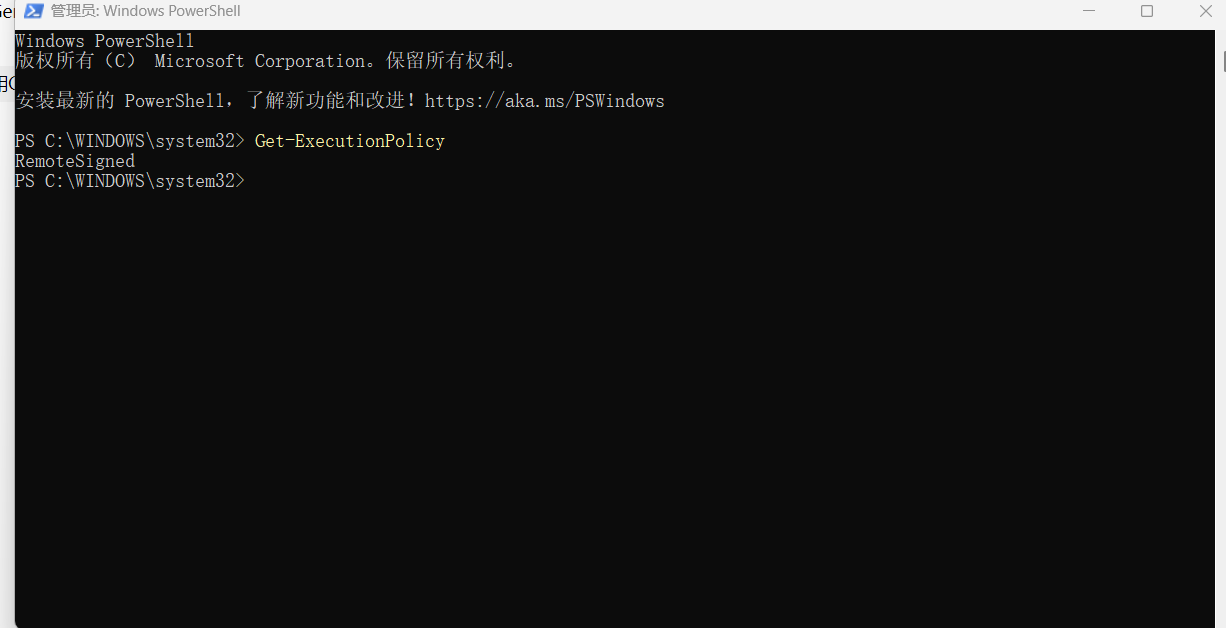 管理员: Windows PowerShell
Windows PowerShell
版权所有（C） Microsoft Corporation。保留所有权利。
安装最新的 PowerShell，了解新功能和改进！https://aka.ms/PSWindows
PS C:\WINDOWS\system32> Get-ExecutionPolicy
RemoteSigned
PS C:\WINDOWS\system32>